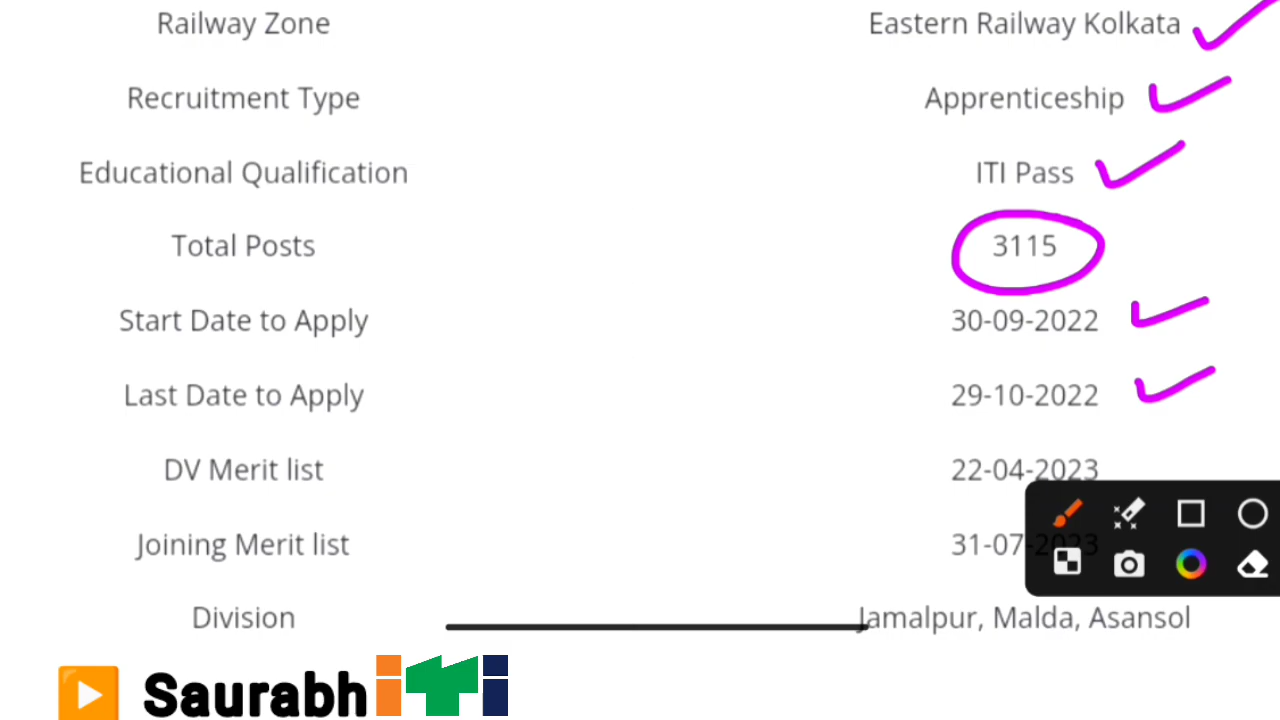 Railway Zone Eastern Railway Kolkata
Recruitment Type Apprenticeship
Educational Qualification ITI Pass
Total Posts 3115
Start Date to Apply 30-09-2022
Last Date to Apply 29-10-2022
DV Merit list 22-04-2023
Joining Merit list 31-07-2023
Division Jamalpur, Malda, Asansol
Saurabh iTi